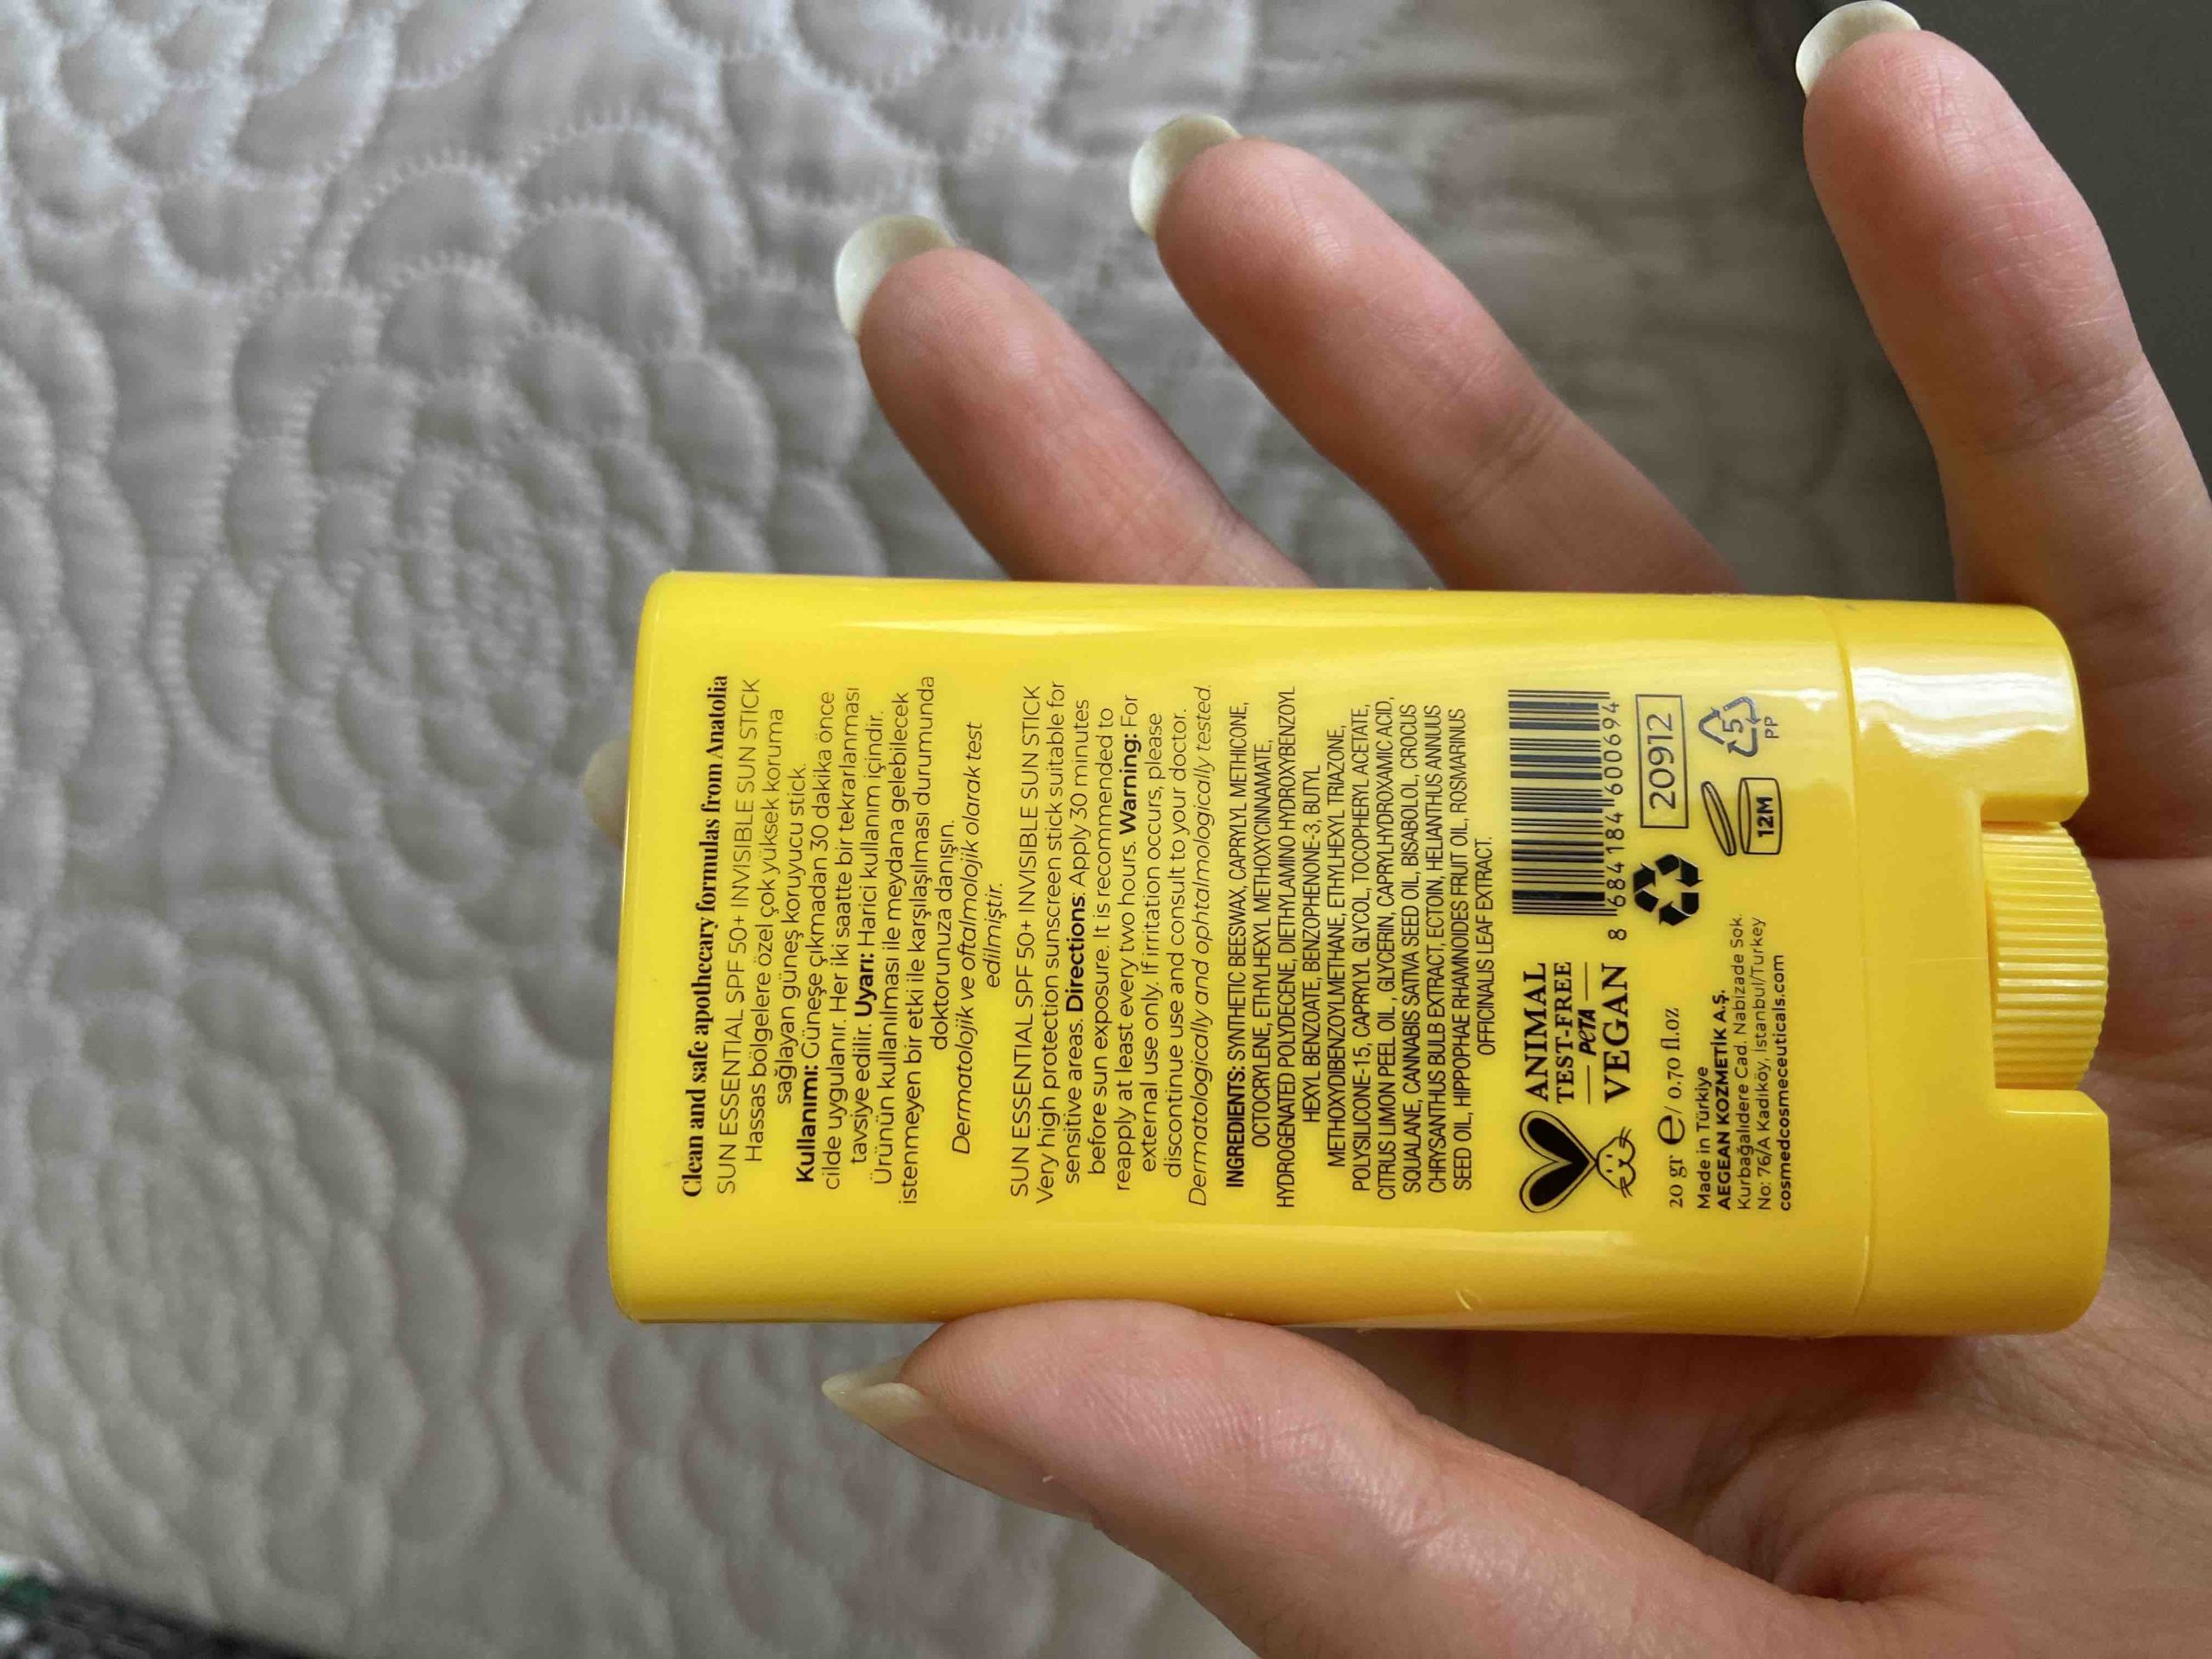 Clean and safe apothecary formulas from Anatolia
SUN ESSENTIAL SPF 50+ INVISIBLE SUN STICK
Hassas bölgelere özel çok yüksek koruma
sağlayan güneş koruyucu stick.
Kullanımı: Güneşe çıkmadan 30 dakika önce
cilde uygulanır. Her iki saatte bir tekrarlanması
tavsiye edilir. Uyarı: Harici kullanım içindir.
Ürünün kullanılması ile meydana gelebilecek
istenmeyen bir etki ile karşılaşılması durumunda
doktorunuza danışın.
Dermatolojik ve oftalmolojik olarak test
edilmiştir.
SUN ESSENTIAL SPF 50+ INVISIBLE SUN STICK
Very high protection sunscreen stick suitable for
sensitive areas. Directions: Apply 30 minutes
before sun exposure. It is recommended to
reapply at least every two hours. Warning: For
external use only. If irritation occurs, please
discontinue use and consult to your doctor.
Dermatologically and ophtalmologically tested.
INGREDIENTS: SYNTHETIC BEESWAX, CAPRYLYL METHICONE,
OCTOCRYLENE, ETHYLHEXYL METHOXYCINNAMATE,
HYDROGENATED POLYDECENE, DIETHYLAMINO HYDROXYBENZOYL
HEXYL BENZOATE, BENZOPHENONE-3, BUTYL
METHOXYDIBENZOYLMETHANE, ETHYLHEXYL TRIAZONE,
POLYSILICONE-15, CAPRYLYL GLYCOL, TOCOPHERYL ACETATE,
CITRUS LIMON PEEL OIL , GLYCERIN, CAPRYLHYDROXAMIC ACID,
SQUALANE, CANNABIS SATIVA SEED OIL, BISABOLOL, CROCUS
CHRYSANTHUS BULB EXTRACT, ECTOIN, HELIANTHUS ANNUUS
SEED OIL, HIPPOPHAE RHAMNOIDES FRUIT OIL, ROSMARINUS
OFFICINALIS LEAF EXTRACT.
ANIMAL
TEST-FREE
PETA
VEGAN
8 684184 600694
20 gr e/ 0.70 fl.oz
20912
Made in Türkiye
AEGEAN KOZMETİK A.Ş.
Kurbağalıdere Cad. Nabizade Sok.
No: 76/A Kadıköy, İstanbul/Turkey
cosmedcosmeceuticals.com
12M
5
PP